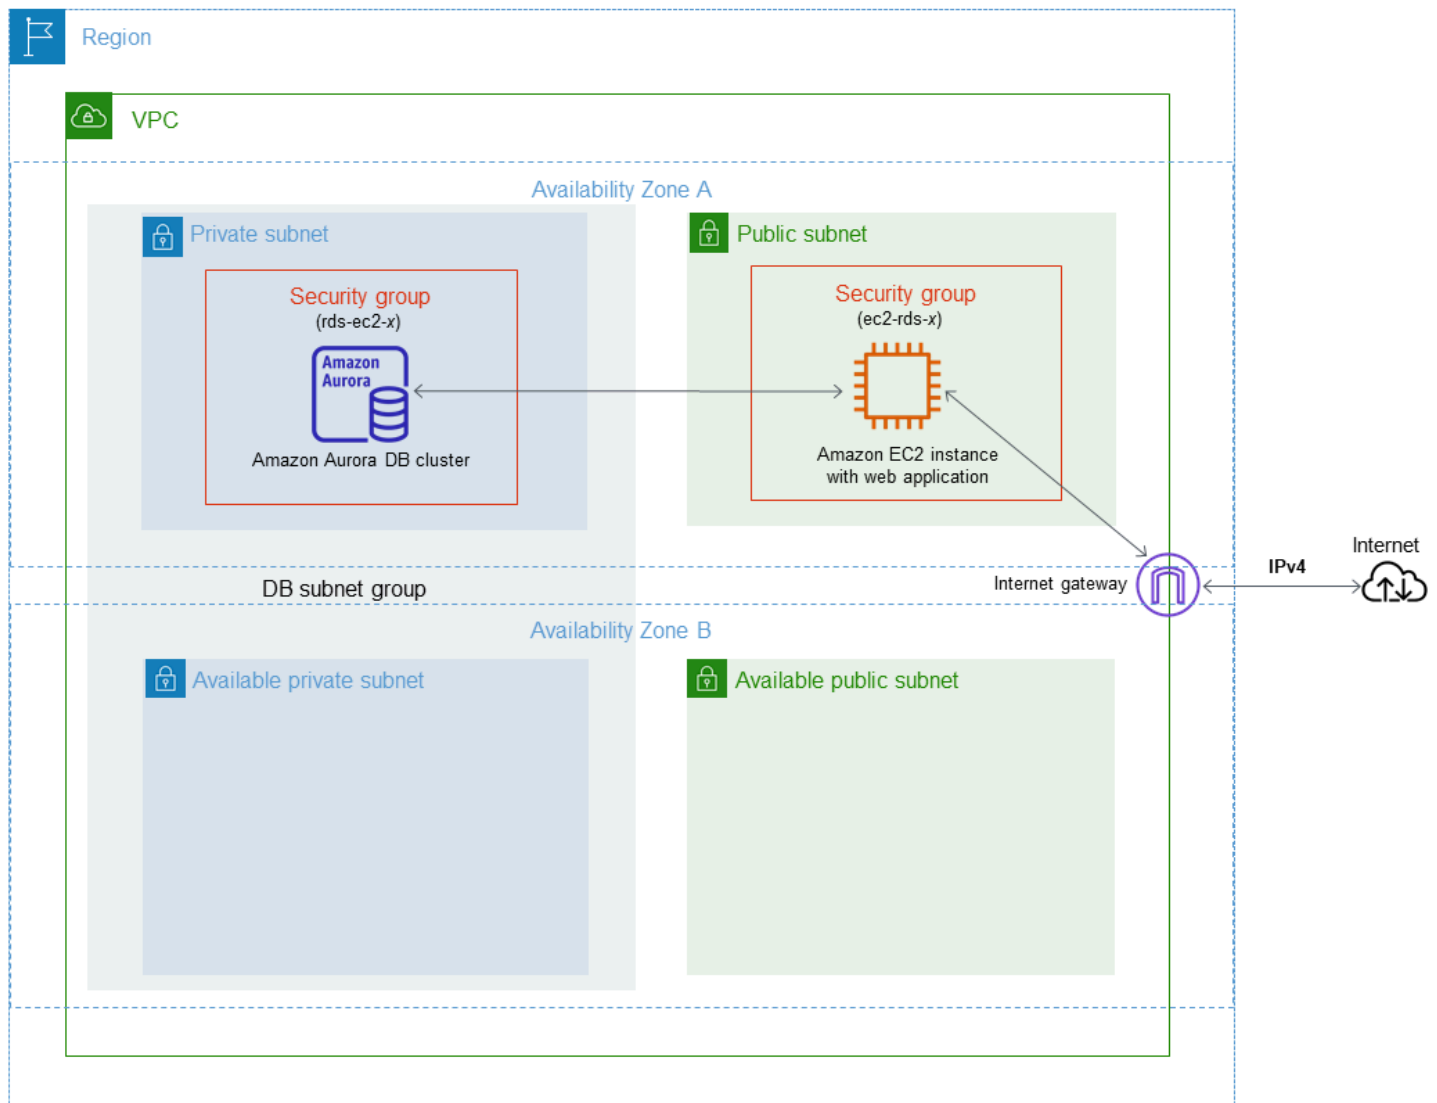 Region
VPC
Availability Zone A
Private subnet
Public subnet
Security group
(rds-ec2-x)
Amazon
Aurora
Amazon Aurora DB cluster
Security group
(ec2-rds-x)
Amazon EC2 instance
with web application
Internet
IPv4
Internet gateway
DB subnet group
Availability Zone B
Available private subnet
Available public subnet